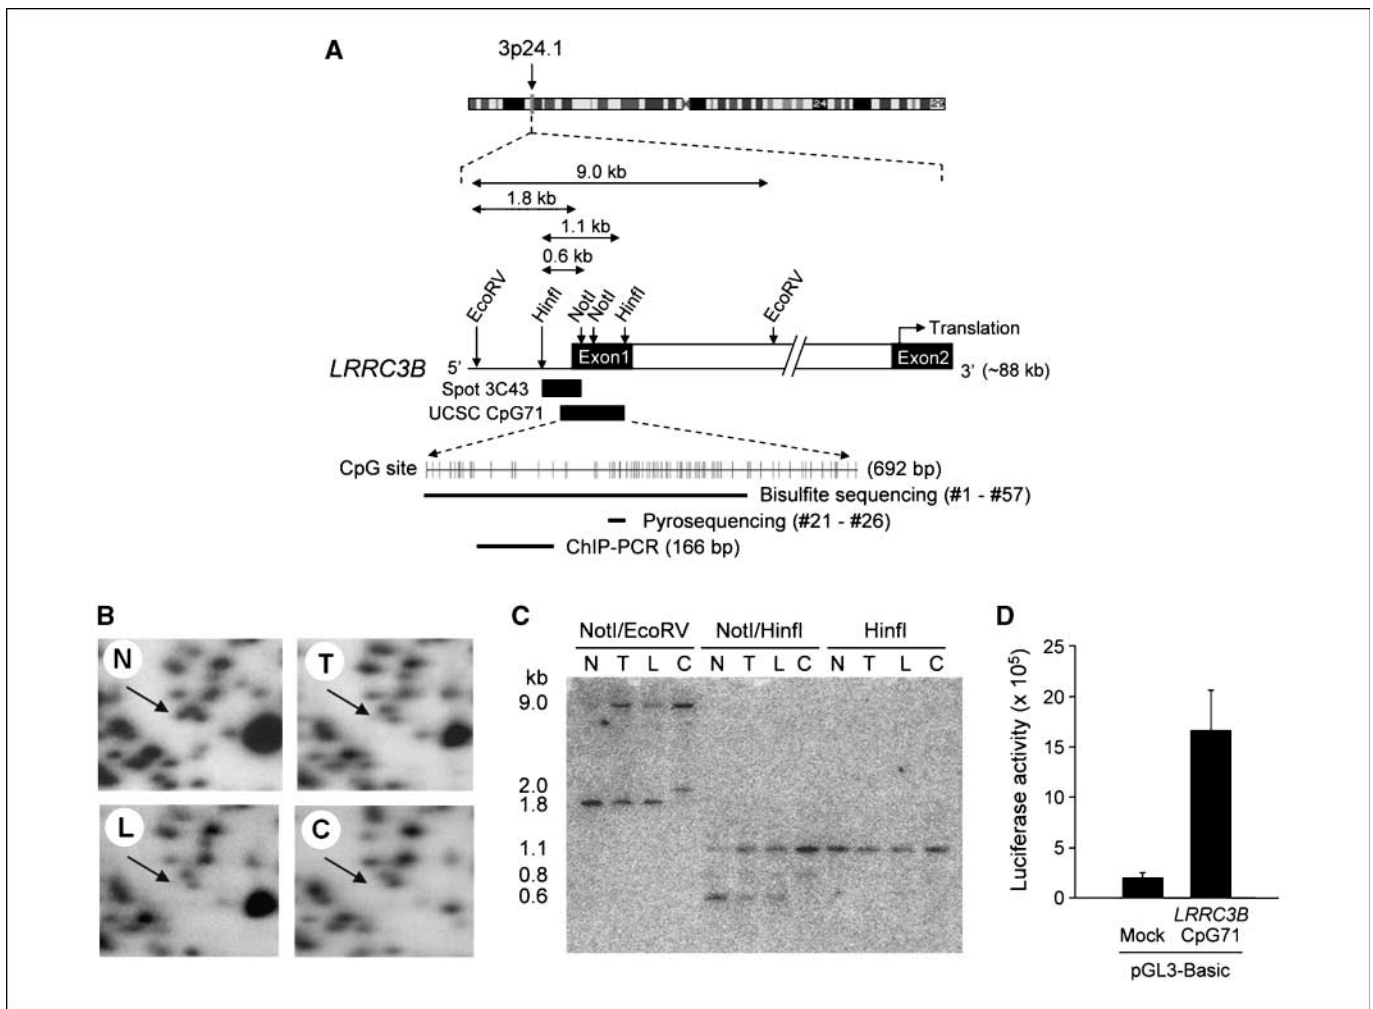 A
3p24.1
24
9.0 kb
1.8 kb
1.1 kb
0.6 kb
EcoRV HinfI NotI NotI HinfI EcoRV
Translation
LRRC3B 5' Exon1 Exon2 3' (~88 kb)
Spot 3C43
UCSC CpG71
CpG site (692 bp)
Bisulfite sequencing (#1 - #57)
Pyrosequencing (#21 - #26)
ChIP-PCR (166 bp)
B
N
T
L
C
C
NotI/EcoRV NotI/HinfI HinfI
N T L C N T L C N T L C
kb
9.0
2.0
1.8
1.1
0.8
0.6
D
Luciferase activity (x 10⁵)
25
20
15
10
5
0
LRRC3B
Mock CpG71
pGL3-Basic